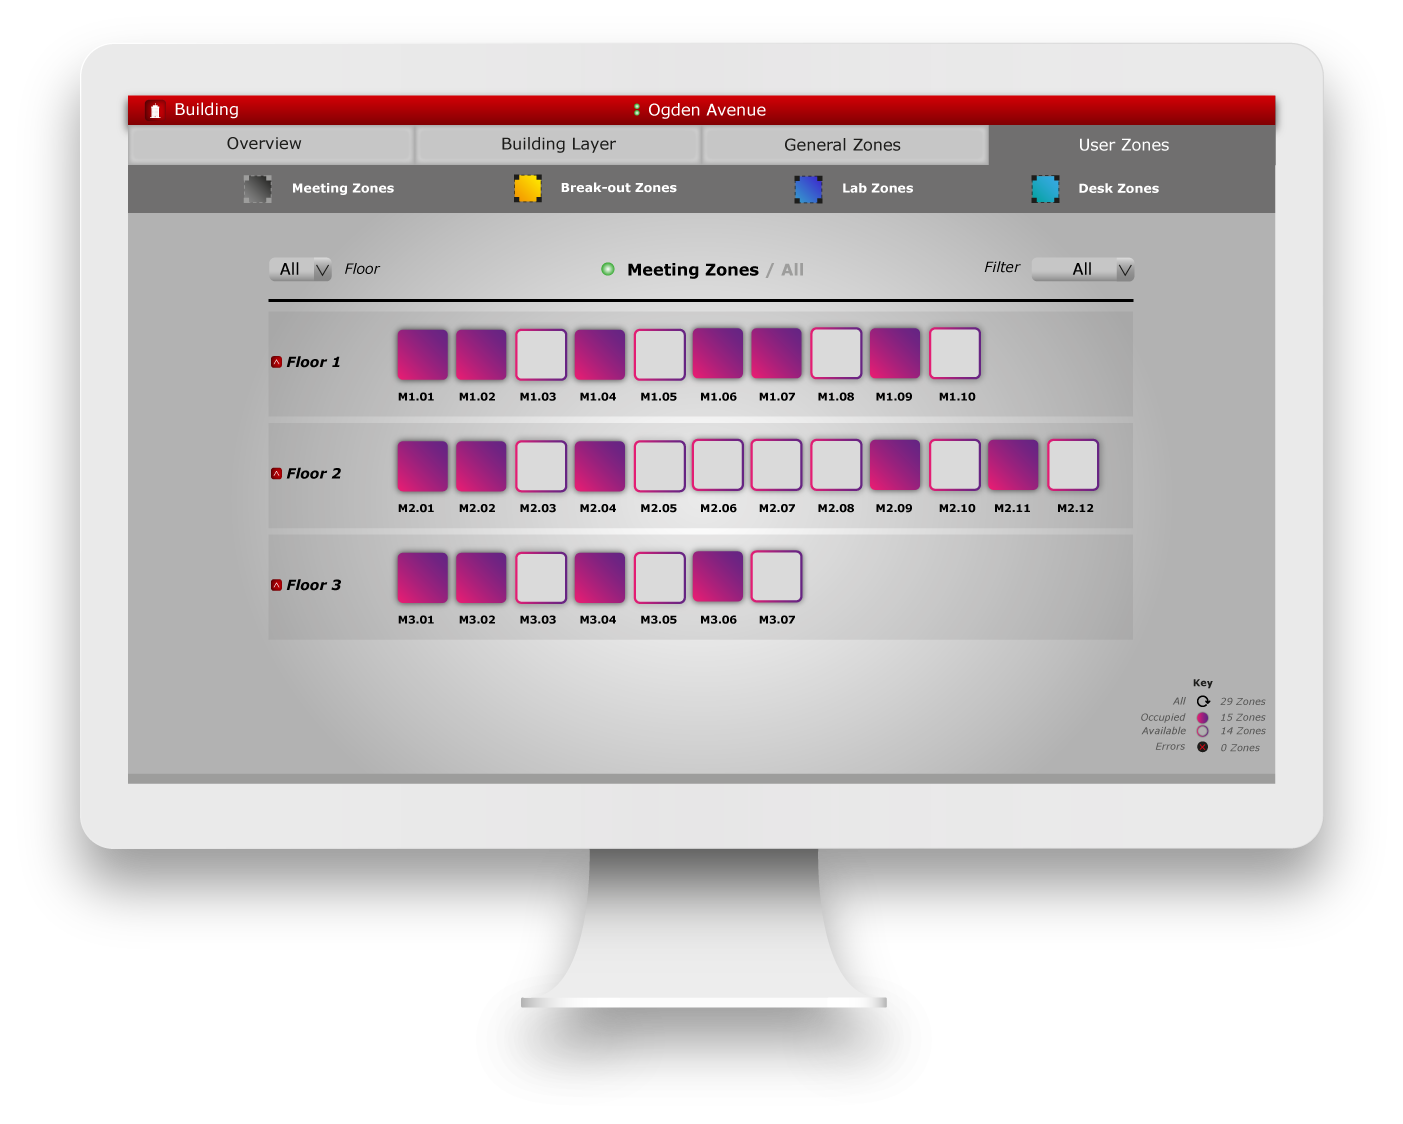 Building
Ogden Avenue
Overview
Building Layer
General Zones
User Zones
Meeting Zones
Break-out Zones
Lab Zones
Desk Zones
All
Floor
Meeting Zones / All
Filter
All
Floor 1
M1.01 M1.02 M1.03 M1.04 M1.05 M1.06 M1.07 M1.08 M1.09 M1.10
Floor 2
M2.01 M2.02 M2.03 M2.04 M2.05 M2.06 M2.07 M2.08 M2.09 M2.10 M2.11 M2.12
Floor 3
M3.01 M3.02 M3.03 M3.04 M3.05 M3.06 M3.07
Key
All 29 Zones
Occupied 15 Zones
Available 14 Zones
Errors 0 Zones